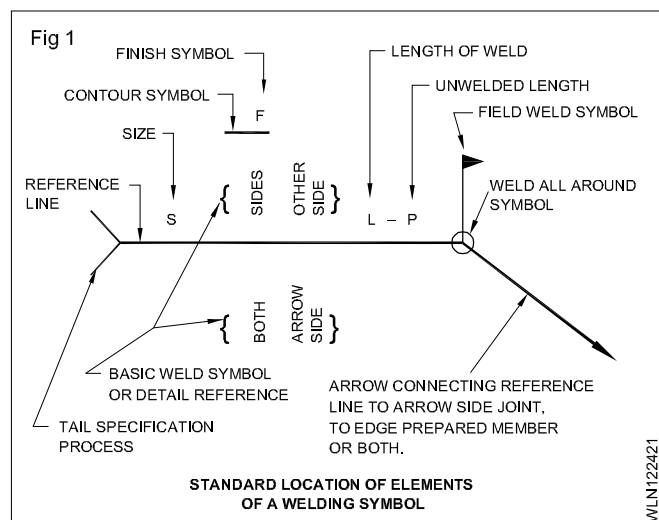 Fig 1
FINISH SYMBOL
CONTOUR SYMBOL
F
SIZE
REFERENCE
LINE
S
{ SIDES OTHER
SIDE }
LENGTH OF WELD
UNWELDED LENGTH
FIELD WELD SYMBOL
L – P
WELD ALL AROUND
SYMBOL
{ BOTH ARROW
SIDE }
BASIC WELD SYMBOL
OR DETAIL REFERENCE
TAIL SPECIFICATION
PROCESS
ARROW CONNECTING REFERENCE
LINE TO ARROW SIDE JOINT,
TO EDGE PREPARED MEMBER
OR BOTH.
STANDARD LOCATION OF ELEMENTS
OF A WELDING SYMBOL
WLN122421